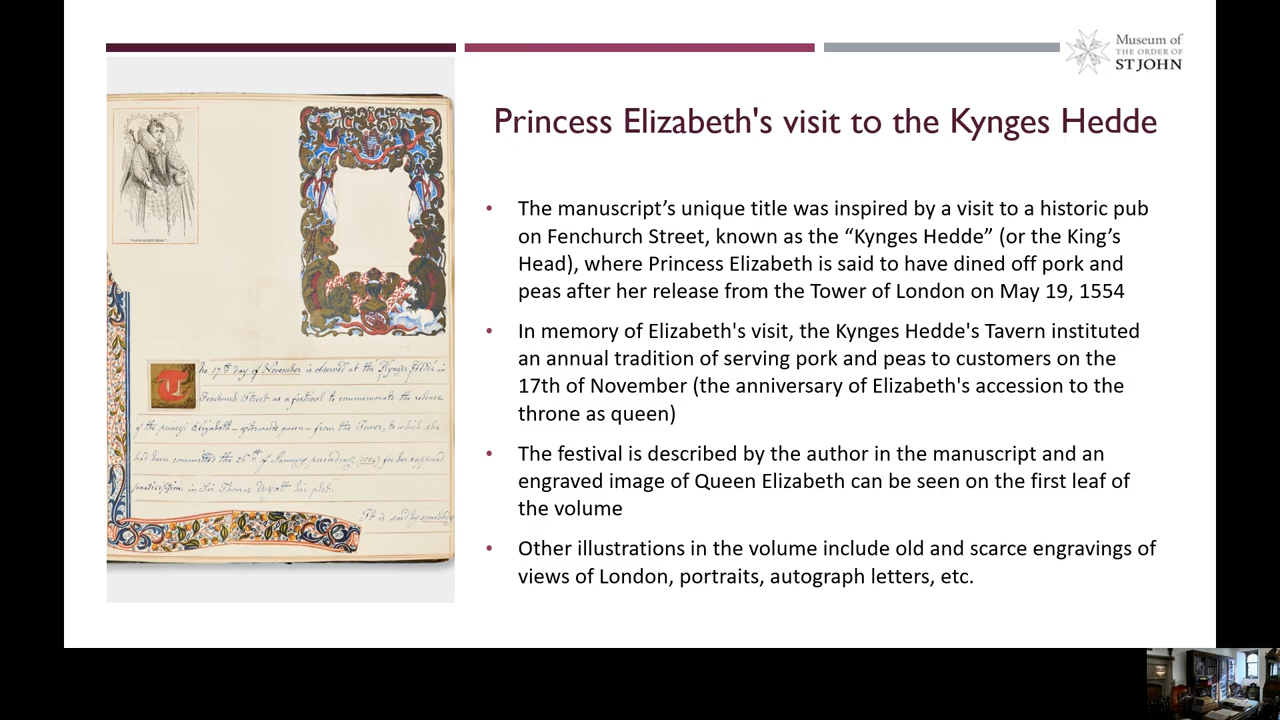 Museum of
THE ORDER OF
ST JOHN
Princess Elizabeth's visit to the Kynges Hedde
• The manuscript’s unique title was inspired by a visit to a historic pub
on Fenchurch Street, known as the “Kynges Hedde” (or the King’s
Head), where Princess Elizabeth is said to have dined off pork and
peas after her release from the Tower of London on May 19, 1554
• In memory of Elizabeth's visit, the Kynges Hedde's Tavern instituted
an annual tradition of serving pork and peas to customers on the
17th of November (the anniversary of Elizabeth's accession to the
throne as queen)
• The festival is described by the author in the manuscript and an
engraved image of Queen Elizabeth can be seen on the first leaf of
the volume
• Other illustrations in the volume include old and scarce engravings of
views of London, portraits, autograph letters, etc.
The 17th day of November is observed at the Kynges Hedde in
Fenchurch Street as a festival to commemorate the release
of the princess Elizabeth – afterwards queen – from the Tower, to which she
had been committed the 26th of January preceding (1554) for her supposed
participation in Sir Thomas Wyatt his plot.
It is said by somebody